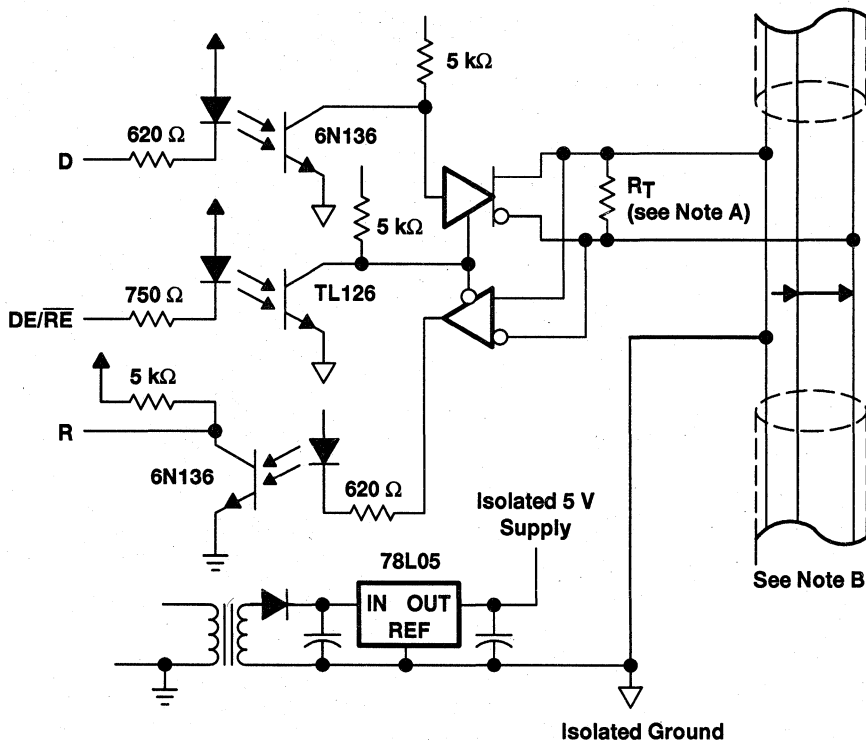 5 kΩ
620 Ω
6N136
D
RT
(see Note A)
5 kΩ
750 Ω
TL126
DE/RE
5 kΩ
R
6N136
620 Ω
Isolated 5 V
Supply
78L05
See Note B
IN OUT
REF
Isolated Ground